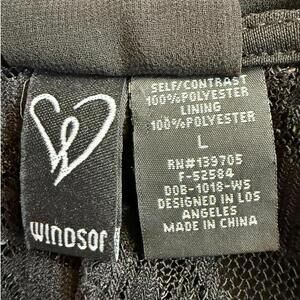 WINDSOR
SELF/CONTRAST
100%POLYESTER
LINING
100%POLYESTER
L
RN#139705
F-52584
DOB-1018-WS
DESIGNED IN LOS
ANGELES
MADE IN CHINA